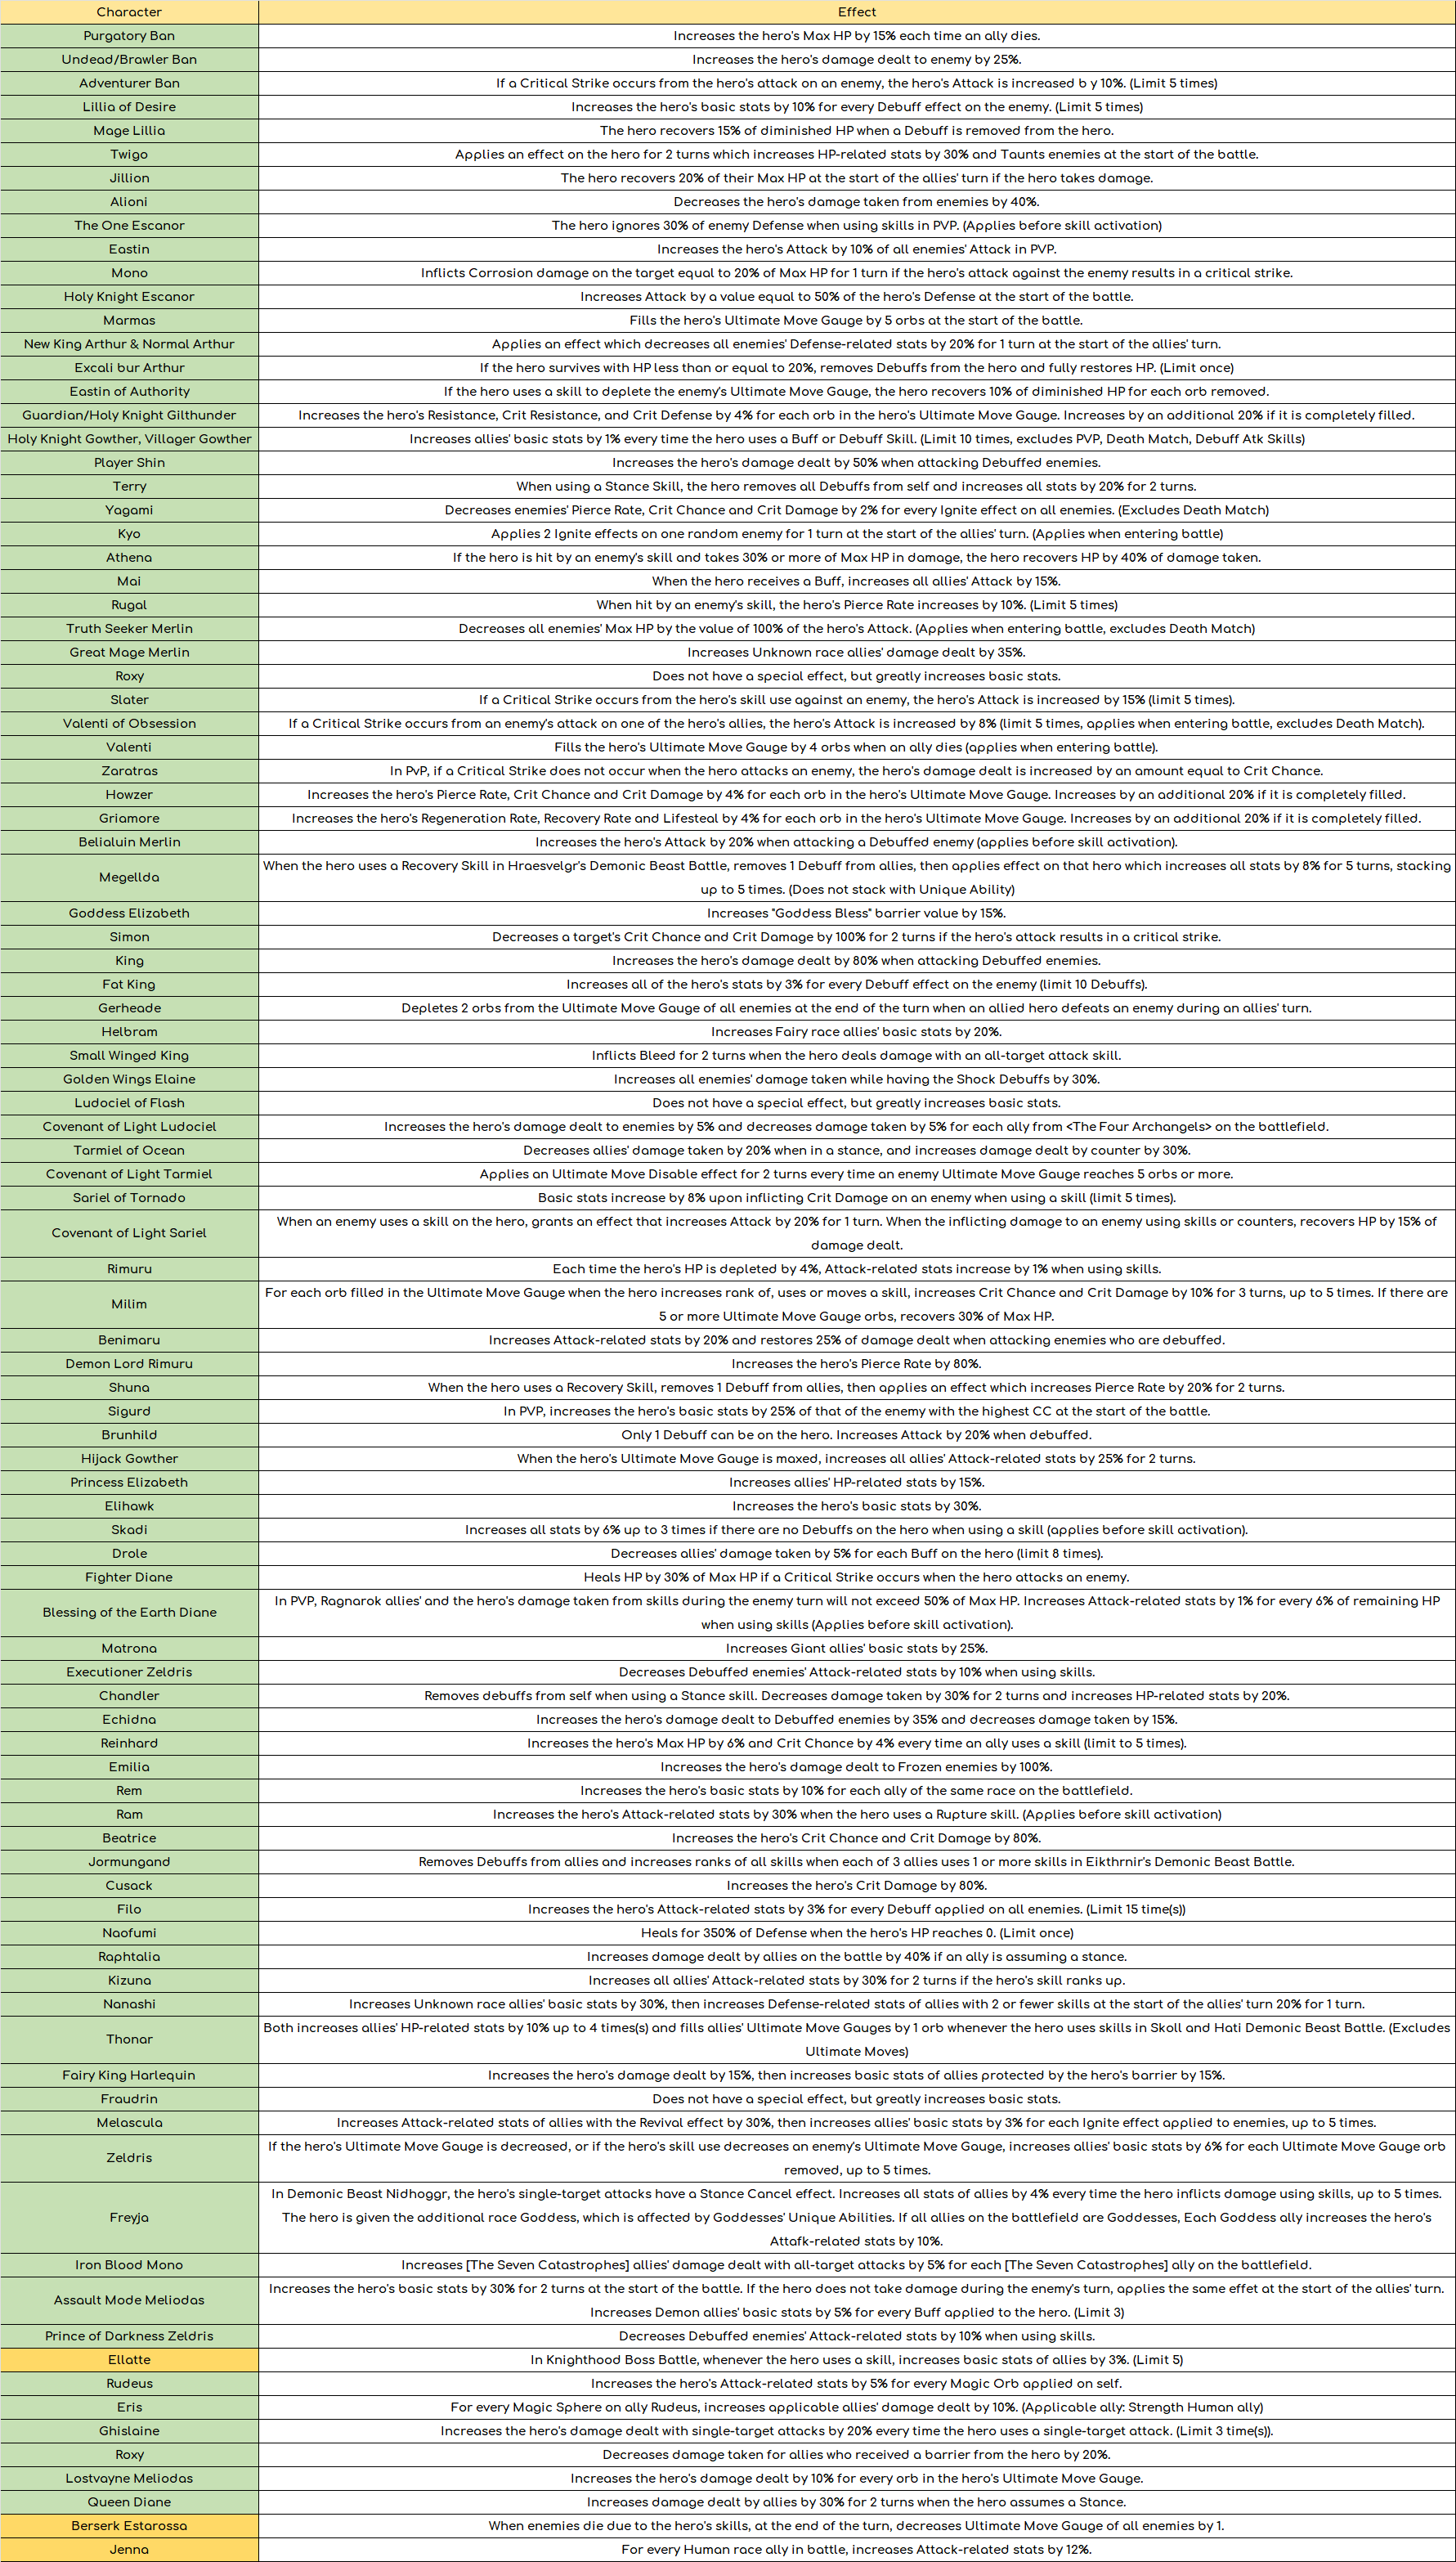 Character Effect
Purgatory Ban Increases the hero's Max HP by 15% each time an ally dies.
Undead/Brawler Ban Increases the hero's damage dealt to enemy by 25%.
Adventurer Ban If a Critical Strike occurs from the hero's attack on an enemy, the hero's Attack is increased b y 10%. (Limit 5 times)
Lillia of Desire Increases the hero's basic stats by 10% for every Debuff effect on the enemy. (Limit 5 times)
Mage Lillia The hero recovers 15% of diminished HP when a Debuff is removed from the hero.
Twigo Applies an effect on the hero for 2 turns which increases HP-related stats by 30% and Taunts enemies at the start of the battle.
Jillion The hero recovers 20% of their Max HP at the start of the allies' turn if the hero takes damage.
Alioni Decreases the hero's damage taken from enemies by 40%.
The One Escanor The hero ignores 30% of enemy Defense when using skills in PVP. (Applies before skill activation)
Eastin Increases the hero's Attack by 10% of all enemies' Attack in PVP.
Mono Inflicts Corrosion damage on the target equal to 20% of Max HP for 1 turn if the hero's attack against the enemy results in a critical strike.
Holy Knight Escanor Increases Attack by a value equal to 50% of the hero's Defense at the start of the battle.
Marmas Fills the hero's Ultimate Move Gauge by 5 orbs at the start of the battle.
New King Arthur & Normal Arthur Applies an effect which decreases all enemies' Defense-related stats by 20% for 1 turn at the start of the allies' turn.
Excali bur Arthur If the hero survives with HP less than or equal to 20%, removes Debuffs from the hero and fully restores HP. (Limit once)
Eastin of Authority If the hero uses a skill to deplete the enemy's Ultimate Move Gauge, the hero recovers 10% of diminished HP for each orb removed.
Guardian/Holy Knight Gilthunder Increases the hero's Resistance, Crit Resistance, and Crit Defense by 4% for each orb in the hero's Ultimate Move Gauge. Increases by an additional 20% if it is completely filled.
Holy Knight Gowther, Villager Gowther Increases allies' basic stats by 1% every time the hero uses a Buff or Debuff Skill. (Limit 10 times, excludes PVP, Death Match, Debuff Atk Skills)
Player Shin Increases the hero's damage dealt by 50% when attacking Debuffed enemies.
Terry When using a Stance Skill, the hero removes all Debuffs from self and increases all stats by 20% for 2 turns.
Yagami Decreases enemies' Pierce Rate, Crit Chance and Crit Damage by 2% for every Ignite effect on all enemies. (Excludes Death Match)
Kyo Applies 2 Ignite effects on one random enemy for 1 turn at the start of the allies' turn. (Applies when entering battle)
Athena If the hero is hit by an enemy's skill and takes 30% or more of Max HP in damage, the hero recovers HP by 40% of damage taken.
Mai When the hero receives a Buff, increases all allies' Attack by 15%.
Rugal When hit by an enemy's skill, the hero's Pierce Rate increases by 10%. (Limit 5 times)
Truth Seeker Merlin Decreases all enemies' Max HP by the value of 100% of the hero's Attack. (Applies when entering battle, excludes Death Match)
Great Mage Merlin Increases Unknown race allies' damage dealt by 35%.
Roxy Does not have a special effect, but greatly increases basic stats.
Slater If a Critical Strike occurs from the hero's skill use against an enemy, the hero's Attack is increased by 15% (limit 5 times).
Valenti of Obsession If a Critical Strike occurs from an enemy's attack on one of the hero's allies, the hero's Attack is increased by 8% (limit 5 times, applies when entering battle, excludes Death Match).
Valenti Fills the hero's Ultimate Move Gauge by 4 orbs when an ally dies (applies when entering battle).
Zaratras In PvP, if a Critical Strike does not occur when the hero attacks an enemy, the hero's damage dealt is increased by an amount equal to Crit Chance.
Howzer Increases the hero's Pierce Rate, Crit Chance and Crit Damage by 4% for each orb in the hero's Ultimate Move Gauge. Increases by an additional 20% if it is completely filled.
Griamore Increases the hero's Regeneration Rate, Recovery Rate and Lifesteal by 4% for each orb in the hero's Ultimate Move Gauge. Increases by an additional 20% if it is completely filled.
Belialuin Merlin Increases the hero's Attack by 20% when attacking a Debuffed enemy (applies before skill activation).
Megellda When the hero uses a Recovery Skill in Hraesvelgr's Demonic Beast Battle, removes 1 Debuff from allies, then applies effect on that hero which increases all stats by 8% for 5 turns, stacking
up to 5 times. (Does not stack with Unique Ability)
Goddess Elizabeth Increases "Goddess Bless" barrier value by 15%.
Simon Decreases a target's Crit Chance and Crit Damage by 100% for 2 turns if the hero's attack results in a critical strike.
King Increases the hero's damage dealt by 80% when attacking Debuffed enemies.
Fat King Increases all of the hero's stats by 3% for every Debuff effect on the enemy (limit 10 Debuffs).
Gerheade Depletes 2 orbs from the Ultimate Move Gauge of all enemies at the end of the turn when an allied hero defeats an enemy during an allies' turn.
Helbram Increases Fairy race allies' basic stats by 20%.
Small Winged King Inflicts Bleed for 2 turns when the hero deals damage with an all-target attack skill.
Golden Wings Elaine Increases all enemies' damage taken while having the Shock Debuffs by 30%.
Ludociel of Flash Does not have a special effect, but greatly increases basic stats.
Covenant of Light Ludociel Increases the hero's damage dealt to enemies by 5% and decreases damage taken by 5% for each ally from <The Four Archangels> on the battlefield.
Tarmiel of Ocean Decreases allies' damage taken by 20% when in a stance, and increases damage dealt by counter by 30%.
Covenant of Light Tarmiel Applies an Ultimate Move Disable effect for 2 turns every time an enemy Ultimate Move Gauge reaches 5 orbs or more.
Sariel of Tornado Basic stats increase by 8% upon inflicting Crit Damage on an enemy when using a skill (limit 5 times).
Covenant of Light Sariel When an enemy uses a skill on the hero, grants an effect that increases Attack by 20% for 1 turn. When the inflicting damage to an enemy using skills or counters, recovers HP by 15% of
damage dealt.
Rimuru Each time the hero's HP is depleted by 4%, Attack-related stats increase by 1% when using skills.
Milim For each orb filled in the Ultimate Move Gauge when the hero increases rank of, uses or moves a skill, increases Crit Chance and Crit Damage by 10% for 3 turns, up to 5 times. If there are
5 or more Ultimate Move Gauge orbs, recovers 30% of Max HP.
Benimaru Increases Attack-related stats by 20% and restores 25% of damage dealt when attacking enemies who are debuffed.
Demon Lord Rimuru Increases the hero's Pierce Rate by 80%.
Shuna When the hero uses a Recovery Skill, removes 1 Debuff from allies, then applies an effect which increases Pierce Rate by 20% for 2 turns.
Sigurd In PVP, increases the hero's basic stats by 25% of that of the enemy with the highest CC at the start of the battle.
Brunhild Only 1 Debuff can be on the hero. Increases Attack by 20% when debuffed.
Hijack Gowther When the hero's Ultimate Move Gauge is maxed, increases all allies' Attack-related stats by 25% for 2 turns.
Princess Elizabeth Increases allies' HP-related stats by 15%.
Elihawk Increases the hero's basic stats by 30%.
Skadi Increases all stats by 6% up to 3 times if there are no Debuffs on the hero when using a skill (applies before skill activation).
Drole Decreases allies' damage taken by 5% for each Buff on the hero (limit 8 times).
Fighter Diane Heals HP by 30% of Max HP if a Critical Strike occurs when the hero attacks an enemy.
Blessing of the Earth Diane In PVP, Ragnarok allies' and the hero's damage taken from skills during the enemy turn will not exceed 50% of Max HP. Increases Attack-related stats by 1% for every 6% of remaining HP
when using skills (Applies before skill activation).
Matrona Increases Giant allies' basic stats by 25%.
Executioner Zeldris Decreases Debuffed enemies' Attack-related stats by 10% when using skills.
Chandler Removes debuffs from self when using a Stance skill. Decreases damage taken by 30% for 2 turns and increases HP-related stats by 20%.
Echidna Increases the hero's damage dealt to Debuffed enemies by 35% and decreases damage taken by 15%.
Reinhard Increases the hero's Max HP by 6% and Crit Chance by 4% every time an ally uses a skill (limit to 5 times).
Emilia Increases the hero's damage dealt to Frozen enemies by 100%.
Rem Increases the hero's basic stats by 10% for each ally of the same race on the battlefield.
Ram Increases the hero's Attack-related stats by 30% when the hero uses a Rupture skill. (Applies before skill activation)
Beatrice Increases the hero's Crit Chance and Crit Damage by 80%.
Jormungand Removes Debuffs from allies and increases ranks of all skills when each of 3 allies uses 1 or more skills in Eikthrnir's Demonic Beast Battle.
Cusack Increases the hero's Crit Damage by 80%.
Filo Increases the hero's Attack-related stats by 3% for every Debuff applied on all enemies. (Limit 15 time(s))
Naofumi Heals for 350% of Defense when the hero's HP reaches 0. (Limit once)
Raphtalia Increases damage dealt by allies on the battle by 40% if an ally is assuming a stance.
Kizuna Increases all allies' Attack-related stats by 30% for 2 turns if the hero's skill ranks up.
Nanashi Increases Unknown race allies' basic stats by 30%, then increases Defense-related stats of allies with 2 or fewer skills at the start of the allies' turn 20% for 1 turn.
Thonar Both increases allies' HP-related stats by 10% up to 4 times(s) and fills allies' Ultimate Move Gauges by 1 orb whenever the hero uses skills in Skoll and Hati Demonic Beast Battle. (Excludes
Ultimate Moves)
Fairy King Harlequin Increases the hero's damage dealt by 15%, then increases basic stats of allies protected by the hero's barrier by 15%.
Fraudrin Does not have a special effect, but greatly increases basic stats.
Melascula Increases Attack-related stats of allies with the Revival effect by 30%, then increases allies' basic stats by 3% for each Ignite effect applied to enemies, up to 5 times.
Zeldris If the hero's Ultimate Move Gauge is decreased, or if the hero's skill use decreases an enemy's Ultimate Move Gauge, increases allies' basic stats by 6% for each Ultimate Move Gauge orb
removed, up to 5 times.
Freyja In Demonic Beast Nidhoggr, the hero's single-target attacks have a Stance Cancel effect. Increases all stats of allies by 4% every time the hero inflicts damage using skills, up to 5 times.
The hero is given the additional race Goddess, which is affected by Goddesses' Unique Abilities. If all allies on the battlefield are Goddesses, Each Goddess ally increases the hero's
Attafk-related stats by 10%.
Iron Blood Mono Increases [The Seven Catastrophes] allies' damage dealt with all-target attacks by 5% for each [The Seven Catastrophes] ally on the battlefield.
Assault Mode Meliodas Increases the hero's basic stats by 30% for 2 turns at the start of the battle. If the hero does not take damage during the enemy's turn, applies the same effet at the start of the allies' turn.
Increases Demon allies' basic stats by 5% for every Buff applied to the hero. (Limit 3)
Prince of Darkness Zeldris Decreases Debuffed enemies' Attack-related stats by 10% when using skills.
Ellatte In Knighthood Boss Battle, whenever the hero uses a skill, increases basic stats of allies by 3%. (Limit 5)
Rudeus Increases the hero's Attack-related stats by 5% for every Magic Orb applied on self.
Eris For every Magic Sphere on ally Rudeus, increases applicable allies' damage dealt by 10%. (Applicable ally: Strength Human ally)
Ghislaine Increases the hero's damage dealt with single-target attacks by 20% every time the hero uses a single-target attack. (Limit 3 time(s)).
Roxy Decreases damage taken for allies who received a barrier from the hero by 20%.
Lostvayne Meliodas Increases the hero's damage dealt by 10% for every orb in the hero's Ultimate Move Gauge.
Queen Diane Increases damage dealt by allies by 30% for 2 turns when the hero assumes a Stance.
Berserk Estarossa When enemies die due to the hero's skills, at the end of the turn, decreases Ultimate Move Gauge of all enemies by 1.
Jenna For every Human race ally in battle, increases Attack-related stats by 12%.